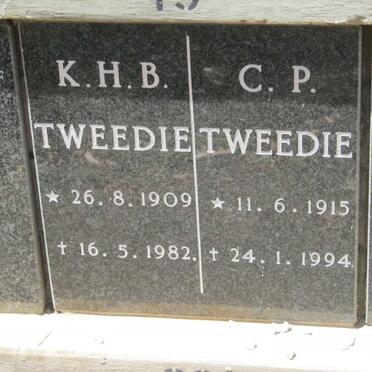 K.H.B.
TWEEDIE
★ 26.8.1909
† 16.5.1982.
C.P.
TWEEDIE
★ 11.6.1915
† 24.1.1994.